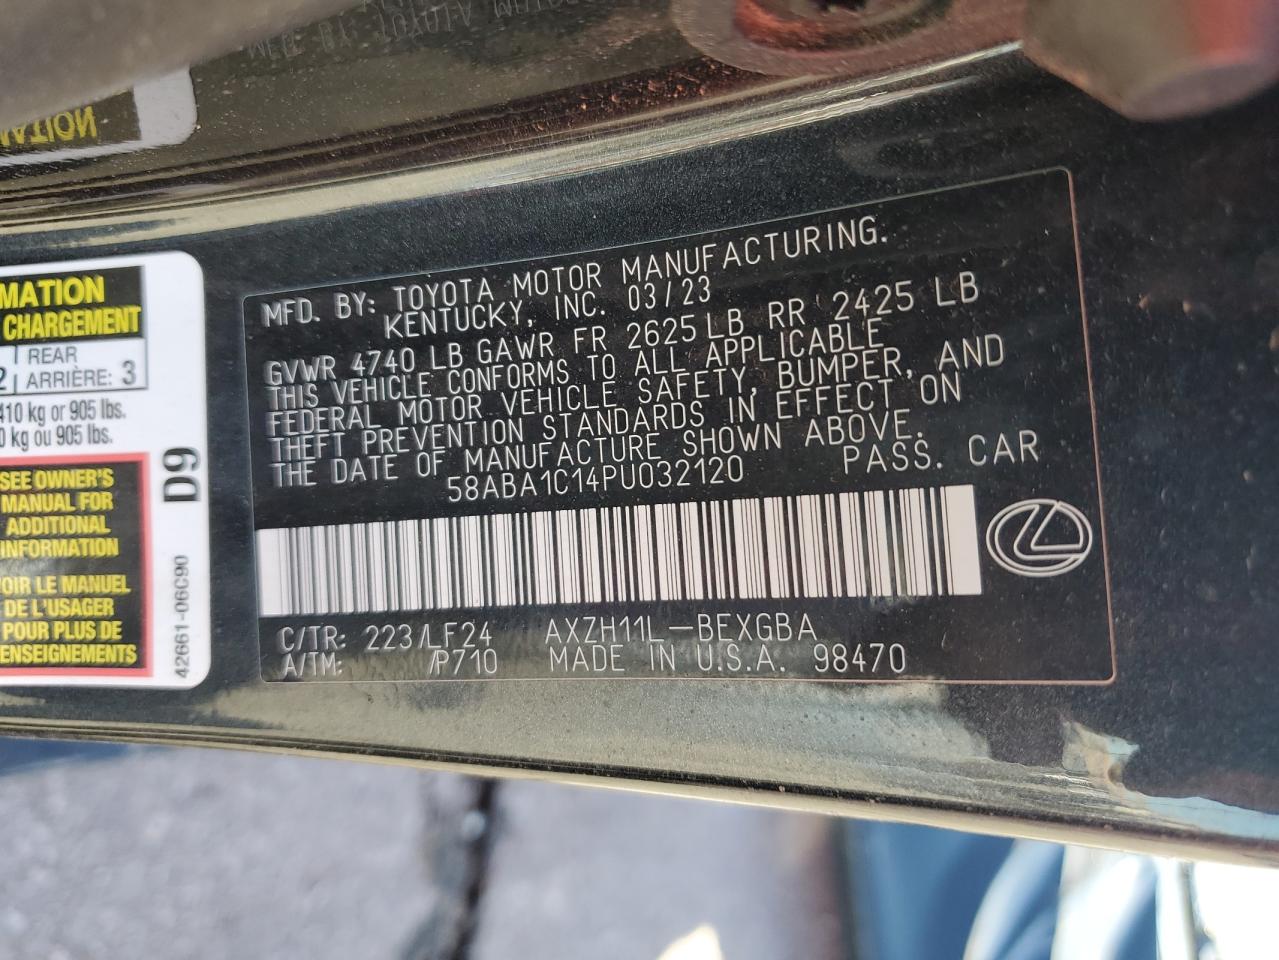 MFD. BY: TOYOTA MOTOR MANUFACTURING.
KENTUCKY, INC. 03/23
GVWR 4740 LB GAWR FR 2625 LB RR 2425 LB
THIS VEHICLE CONFORMS TO ALL APPLICABLE
FEDERAL MOTOR VEHICLE SAFETY, BUMPER, AND
THEFT PREVENTION STANDARDS IN EFFECT ON
THE DATE OF MANUFACTURE SHOWN ABOVE.
58ABA1C14PU032120 PASS. CAR
C/TR: 223/LF24 AXZH11L-BEXGBA
A/TM: /P710 MADE IN U.S.A. 98470
MATION
CHARGEMENT
REAR
ARRIÈRE: 3
410 kg or 905 lbs.
0 kg ou 905 lbs.
SEE OWNER'S
MANUAL FOR
ADDITIONAL
INFORMATION
OIR LE MANUEL
DE L'USAGER
POUR PLUS DE
ENSEIGNEMENTS
D9
42661-06C90